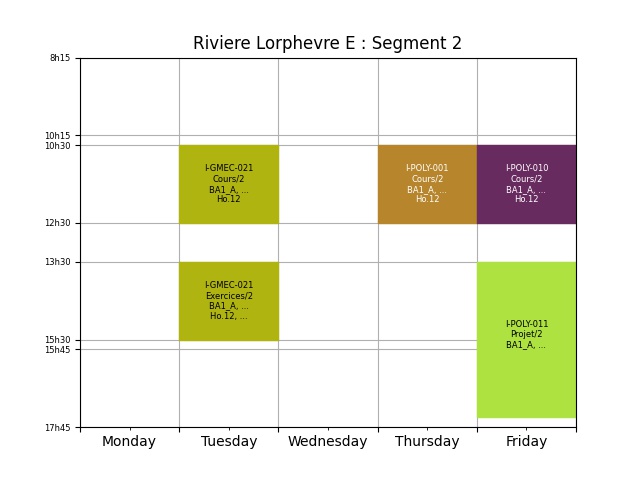 Riviere Lorphevre E : Segment 2
8h15
10h15
10h30
12h30
13h30
15h30
15h45
17h45
I-GMEC-021
Cours/2
BA1_A, ...
Ho.12
I-POLY-001
Cours/2
BA1_A, ...
Ho.12
I-POLY-010
Cours/2
BA1_A, ...
Ho.12
I-GMEC-021
Exercices/2
BA1_A, ...
Ho.12, ...
I-POLY-011
Projet/2
BA1_A, ...
Monday
Tuesday
Wednesday
Thursday
Friday